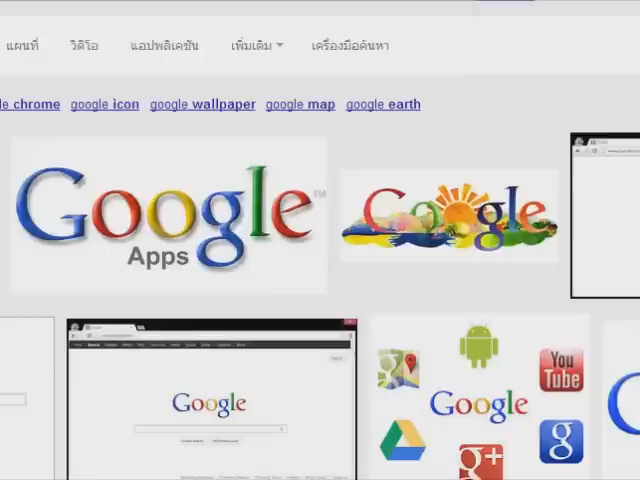 แผนที่ วิดีโอ แอปพลิเคชัน เพิ่มเติม เครื่องมือค้นหา
le chrome google icon google wallpaper google map google earth
Google™
Apps
Google
Google
Google
You
Tube
g
g+